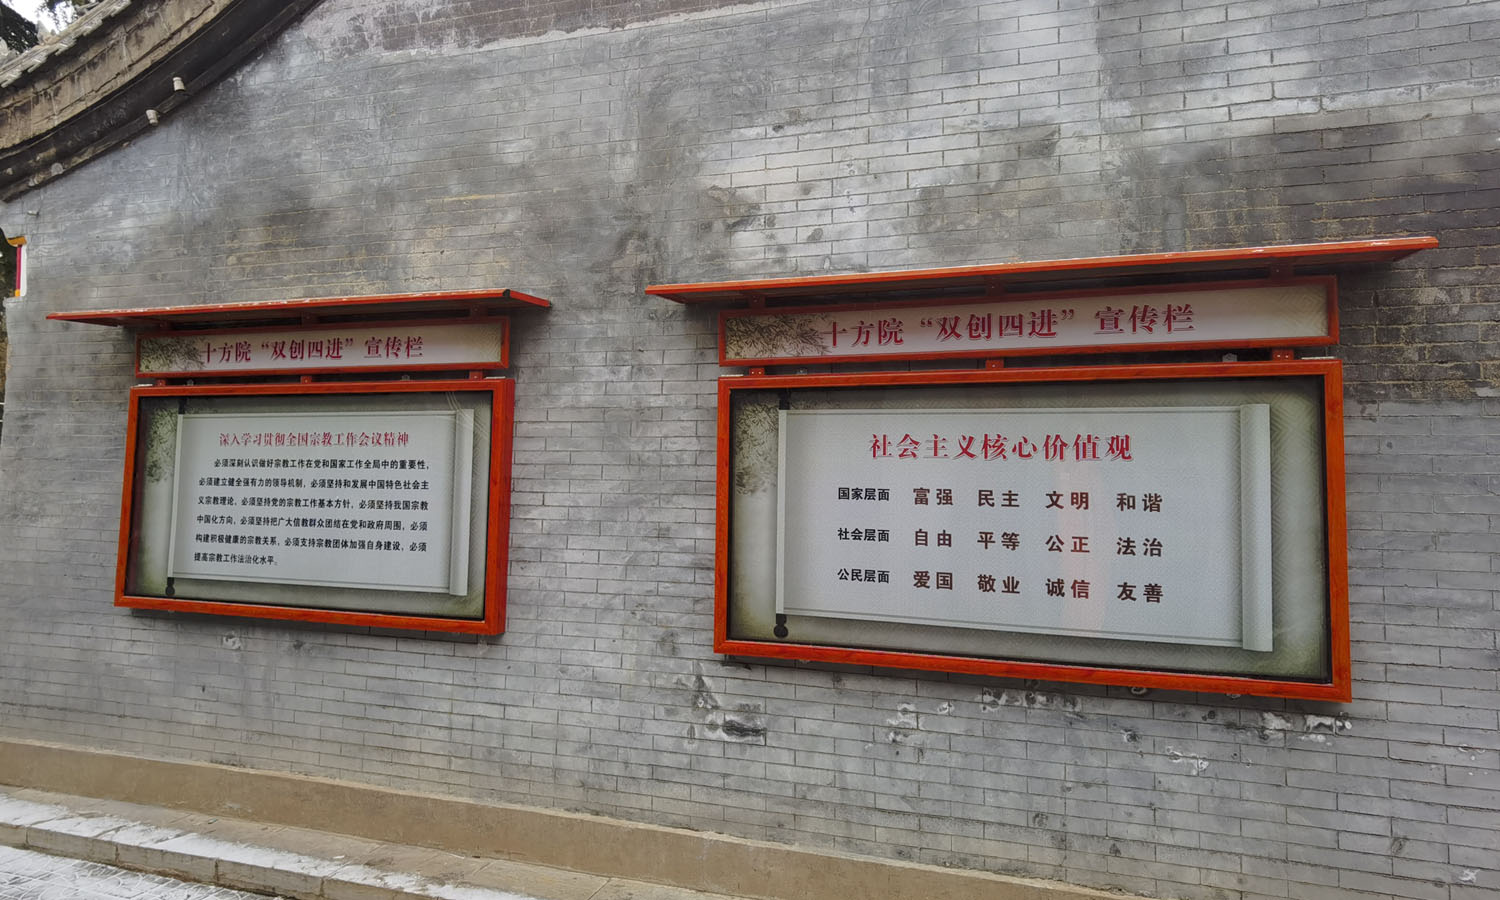 十方院“双创四进”宣传栏
深入学习贯彻全国宗教工作会议精神
必须深刻认识做好宗教工作在党和国家工作全局中的重要性，
必须建立健全强有力的领导机制，必须坚持和发展中国特色社会主
义宗教理论，必须坚持党的宗教工作基本方针，必须坚持我国宗教
中国化方向，必须坚持把广大信教群众团结在党和政府周围，必须
构建积极健康的宗教关系，必须支持宗教团体加强自身建设，必须
提高宗教工作法治化水平。
十方院“双创四进”宣传栏
社会主义核心价值观
国家层面 富强 民主 文明 和谐
社会层面 自由 平等 公正 法治
公民层面 爱国 敬业 诚信 友善